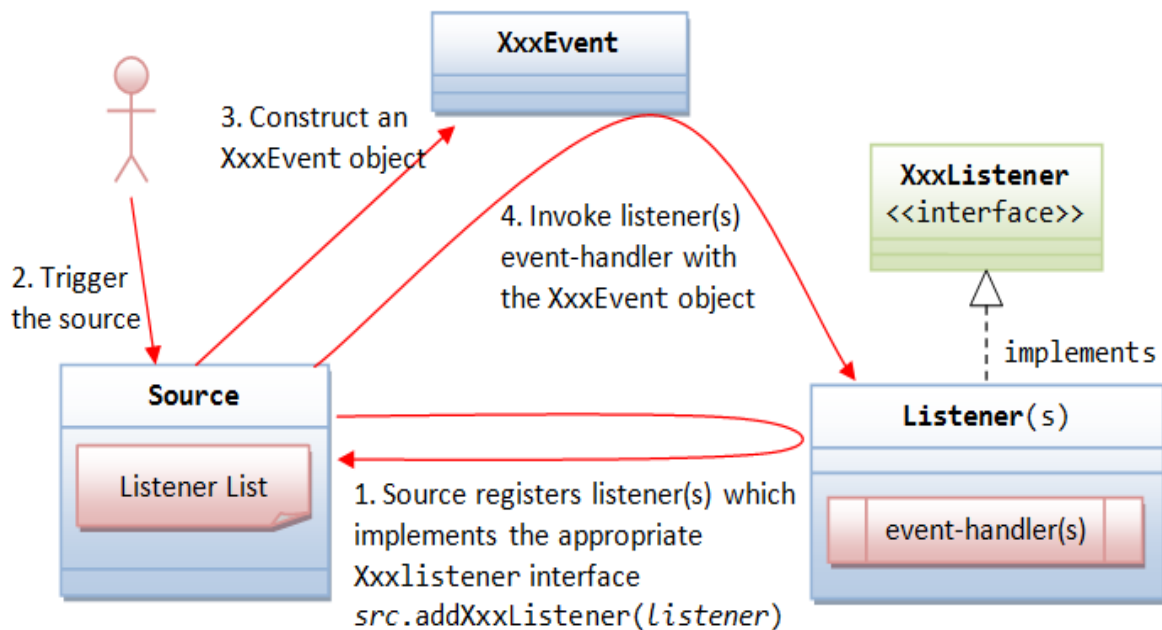 XxxEvent
3. Construct an
XxxEvent object
XxxListener
<<interface>>
4. Invoke listener(s)
event-handler with
the XxxEvent object
2. Trigger
the source
implements
Source
Listener List
Listener(s)
event-handler(s)
1. Source registers listener(s) which
implements the appropriate
Xxxlistener interface
src.addXxxListener(listener)